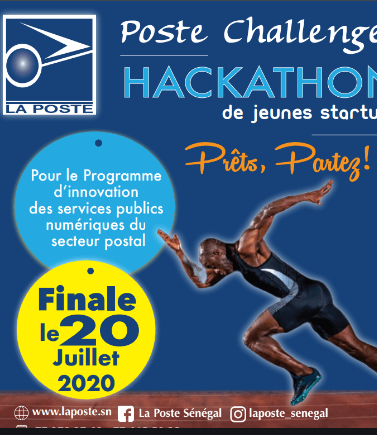 LA POSTE
Poste Challenge
HACKATHON
de jeunes startu
Prêts, Partez!
Pour le Programme
d'innovation
des services publics
numériques du
secteur postal
Finale
le 20
Juillet
2020
www.laposte.sn La Poste Sénégal laposte_senegal